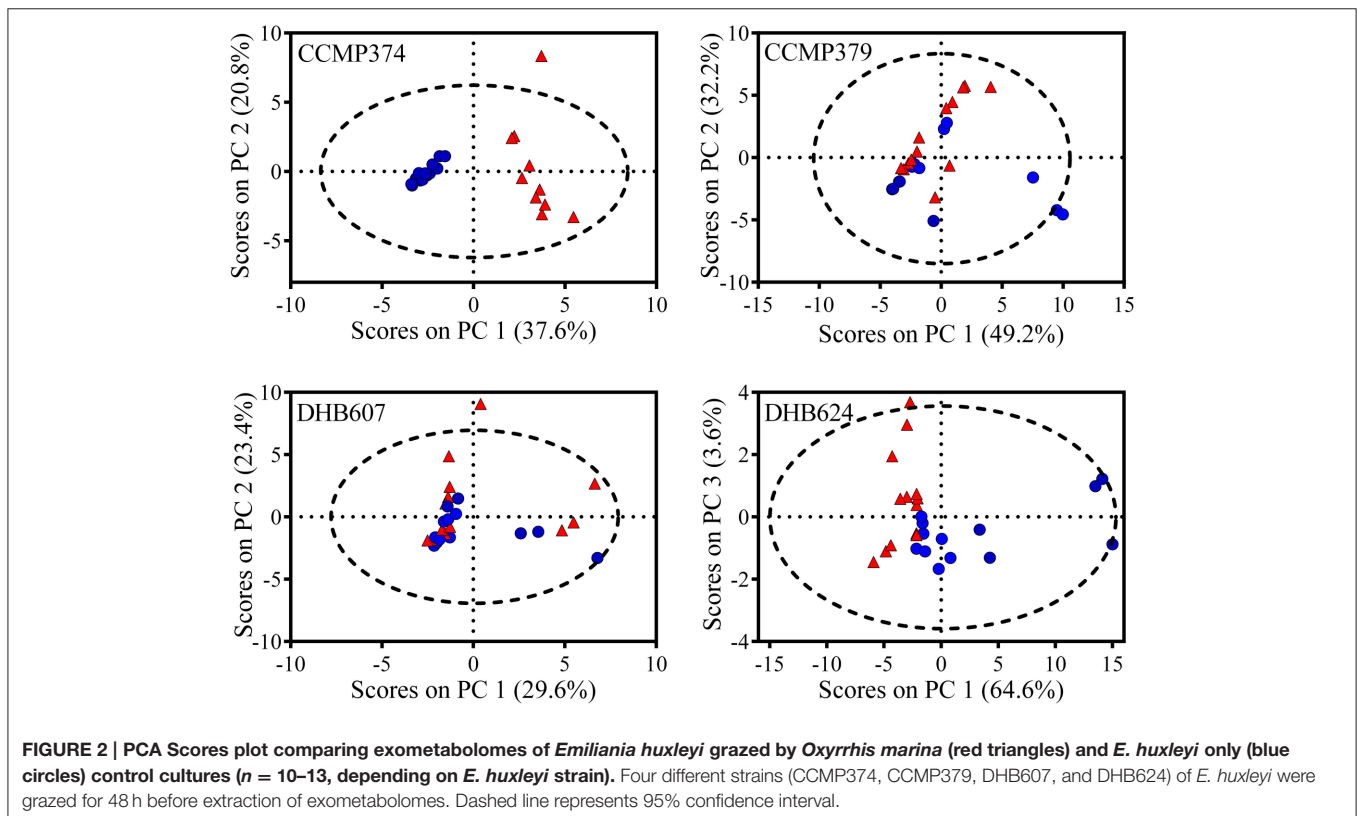 CCMP374
Scores on PC 2 (20.8%)
10
5
0
-5
-10
-5
0
5
10
Scores on PC 1 (37.6%)
CCMP379
Scores on PC 2 (32.2%)
10
5
0
-5
-10
-15
-10
-5
0
5
10
15
Scores on PC 1 (49.2%)
DHB607
Scores on PC 2 (23.4%)
10
5
0
-5
-10
-10
-5
0
5
10
Scores on PC 1 (29.6%)
DHB624
Scores on PC 3 (3.6%)
4
2
0
-2
-4
-15
-10
-5
0
5
10
15
Scores on PC 1 (64.6%)
FIGURE 2 | PCA Scores plot comparing exometabolomes of Emiliania huxleyi grazed by Oxyrrhis marina (red triangles) and E. huxleyi only (blue
circles) control cultures (n = 10–13, depending on E. huxleyi strain). Four different strains (CCMP374, CCMP379, DHB607, and DHB624) of E. huxleyi were
grazed for 48 h before extraction of exometabolomes. Dashed line represents 95% confidence interval.